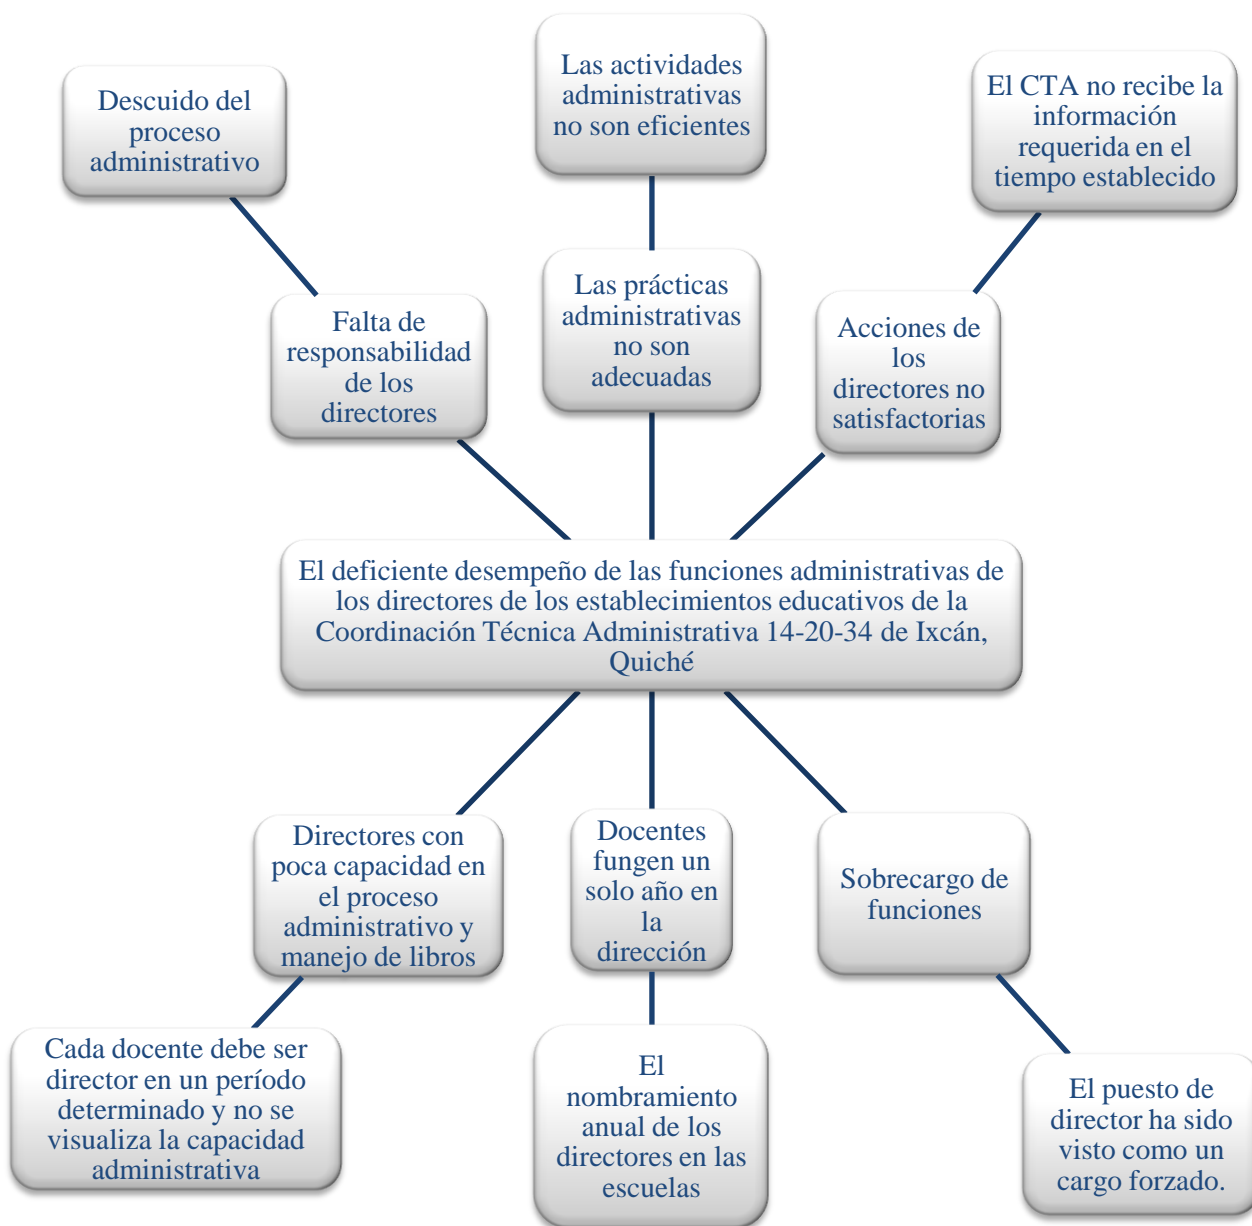 Las actividades
administrativas
no son eficientes
Descuido del
proceso
administrativo
El CTA no recibe la
información
requerida en el
tiempo establecido
Las prácticas
administrativas
no son
adecuadas
Falta de
responsabilidad
de los
directores
Acciones de
los
directores no
satisfactorias
El deficiente desempeño de las funciones administrativas de
los directores de los establecimientos educativos de la
Coordinación Técnica Administrativa 14-20-34 de Ixcán,
Quiché
Directores con
poca capacidad en
el proceso
administrativo y
manejo de libros
Docentes
fungen un
solo año en
la
dirección
Sobrecargo de
funciones
Cada docente debe ser
director en un período
determinado y no se
visualiza la capacidad
administrativa
El
nombramiento
anual de los
directores en las
escuelas
El puesto de
director ha sido
visto como un
cargo forzado.